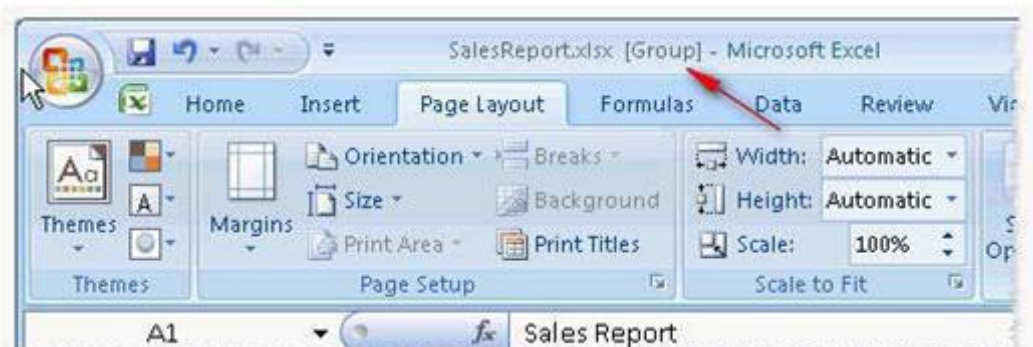 SalesReport.xlsx [Group] - Microsoft Excel
Home Insert Page Layout Formulas Data Review
Themes
Margins
Orientation
Size
Print Area
Breaks
Background
Print Titles
Width: Automatic
Height: Automatic
Scale: 100%
Themes Page Setup Scale to Fit
A1 fx Sales Report